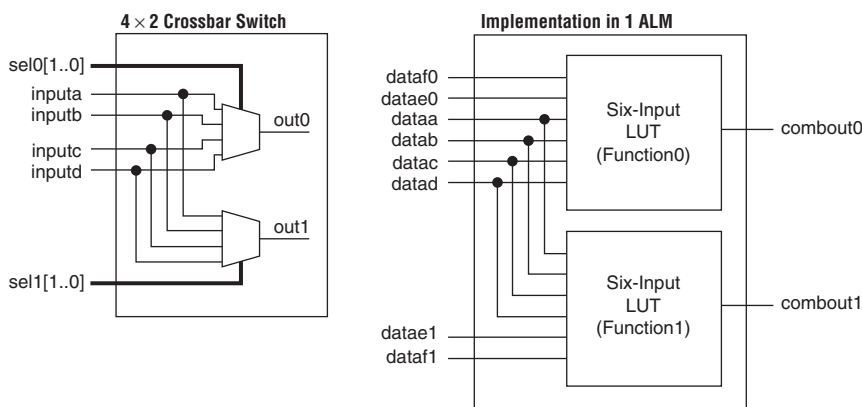 4 × 2 Crossbar Switch
sel0[1..0]
inputa
inputb
inputc
inputd
out0
out1
sel1[1..0]
Implementation in 1 ALM
dataf0
datae0
dataa
datab
datac
datad
Six-Input
LUT
(Function0)
combout0
Six-Input
LUT
(Function1)
combout1
datae1
dataf1